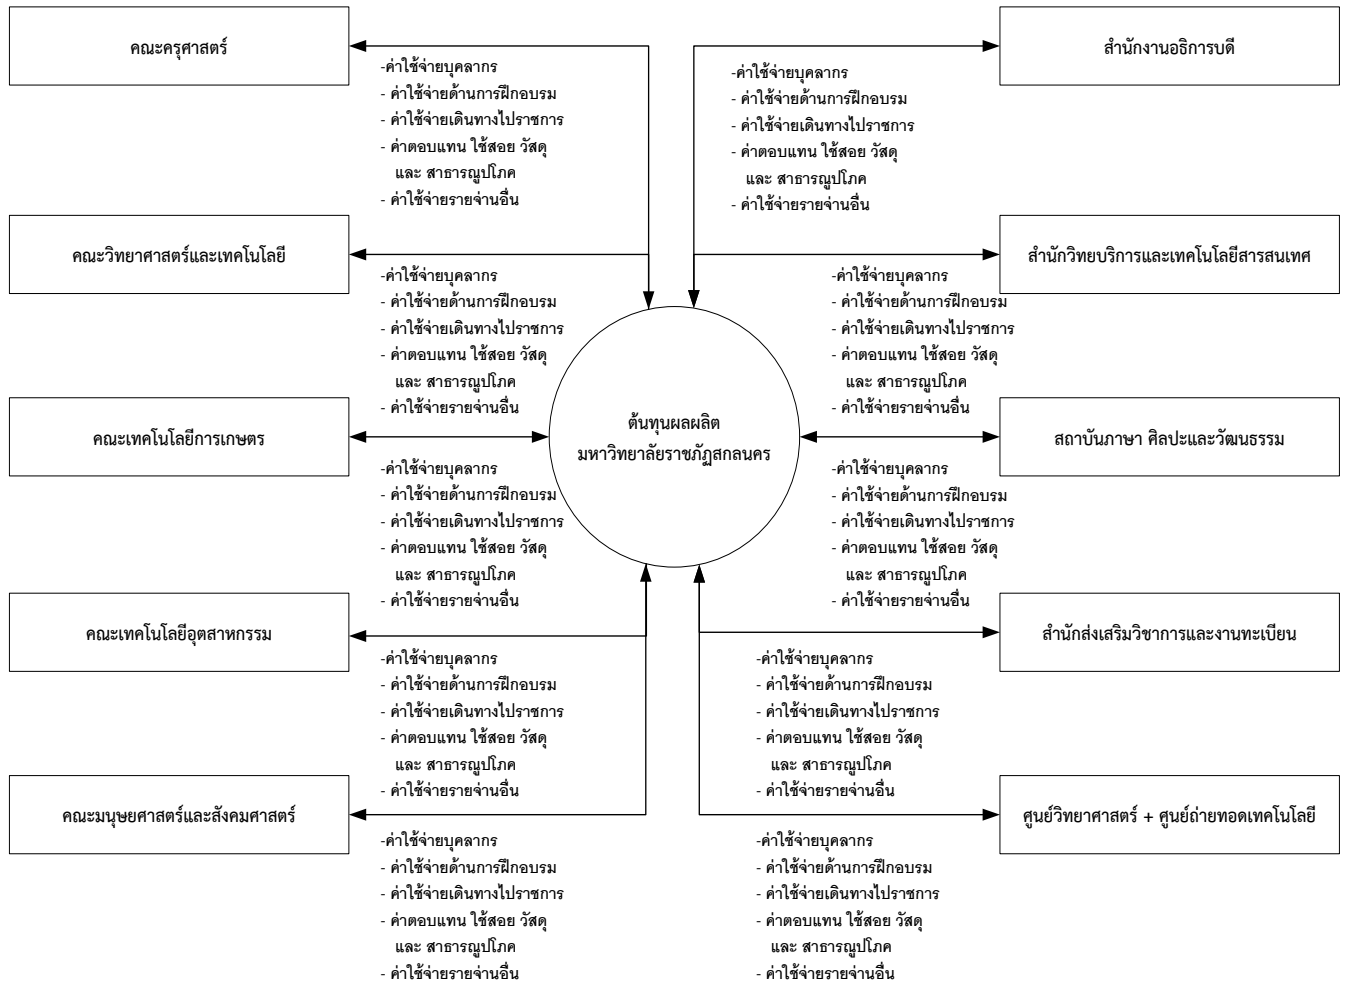 คณะครุศาสตร์
-ค่าใช้จ่ายบุคลากร
- ค่าใช้จ่ายด้านการฝึกอบรม
- ค่าใช้จ่ายเดินทางไปราชการ
- ค่าตอบแทน ใช้สอย วัสดุ
และ สาธารณูปโภค
- ค่าใช้จ่ายรายจ่านอื่น
คณะวิทยาศาสตร์และเทคโนโลยี
-ค่าใช้จ่ายบุคลากร
- ค่าใช้จ่ายด้านการฝึกอบรม
- ค่าใช้จ่ายเดินทางไปราชการ
- ค่าตอบแทน ใช้สอย วัสดุ
และ สาธารณูปโภค
- ค่าใช้จ่ายรายจ่านอื่น
คณะเทคโนโลยีการเกษตร
-ค่าใช้จ่ายบุคลากร
- ค่าใช้จ่ายด้านการฝึกอบรม
- ค่าใช้จ่ายเดินทางไปราชการ
- ค่าตอบแทน ใช้สอย วัสดุ
และ สาธารณูปโภค
- ค่าใช้จ่ายรายจ่านอื่น
คณะเทคโนโลยีอุตสาหกรรม
-ค่าใช้จ่ายบุคลากร
- ค่าใช้จ่ายด้านการฝึกอบรม
- ค่าใช้จ่ายเดินทางไปราชการ
- ค่าตอบแทน ใช้สอย วัสดุ
และ สาธารณูปโภค
- ค่าใช้จ่ายรายจ่านอื่น
คณะมนุษยศาสตร์และสังคมศาสตร์
-ค่าใช้จ่ายบุคลากร
- ค่าใช้จ่ายด้านการฝึกอบรม
- ค่าใช้จ่ายเดินทางไปราชการ
- ค่าตอบแทน ใช้สอย วัสดุ
และ สาธารณูปโภค
- ค่าใช้จ่ายรายจ่านอื่น
ต้นทุนผลผลิต
มหาวิทยาลัยราชภัฏสกลนคร
สำนักงานอธิการบดี
-ค่าใช้จ่ายบุคลากร
- ค่าใช้จ่ายด้านการฝึกอบรม
- ค่าใช้จ่ายเดินทางไปราชการ
- ค่าตอบแทน ใช้สอย วัสดุ
และ สาธารณูปโภค
- ค่าใช้จ่ายรายจ่านอื่น
สำนักวิทยบริการและเทคโนโลยีสารสนเทศ
-ค่าใช้จ่ายบุคลากร
- ค่าใช้จ่ายด้านการฝึกอบรม
- ค่าใช้จ่ายเดินทางไปราชการ
- ค่าตอบแทน ใช้สอย วัสดุ
และ สาธารณูปโภค
- ค่าใช้จ่ายรายจ่านอื่น
สถาบันภาษา ศิลปะและวัฒนธรรม
-ค่าใช้จ่ายบุคลากร
- ค่าใช้จ่ายด้านการฝึกอบรม
- ค่าใช้จ่ายเดินทางไปราชการ
- ค่าตอบแทน ใช้สอย วัสดุ
และ สาธารณูปโภค
- ค่าใช้จ่ายรายจ่านอื่น
สำนักส่งเสริมวิชาการและงานทะเบียน
-ค่าใช้จ่ายบุคลากร
- ค่าใช้จ่ายด้านการฝึกอบรม
- ค่าใช้จ่ายเดินทางไปราชการ
- ค่าตอบแทน ใช้สอย วัสดุ
และ สาธารณูปโภค
- ค่าใช้จ่ายรายจ่านอื่น
ศูนย์วิทยาศาสตร์ + ศูนย์ถ่ายทอดเทคโนโลยี
-ค่าใช้จ่ายบุคลากร
- ค่าใช้จ่ายด้านการฝึกอบรม
- ค่าใช้จ่ายเดินทางไปราชการ
- ค่าตอบแทน ใช้สอย วัสดุ
และ สาธารณูปโภค
- ค่าใช้จ่ายรายจ่านอื่น